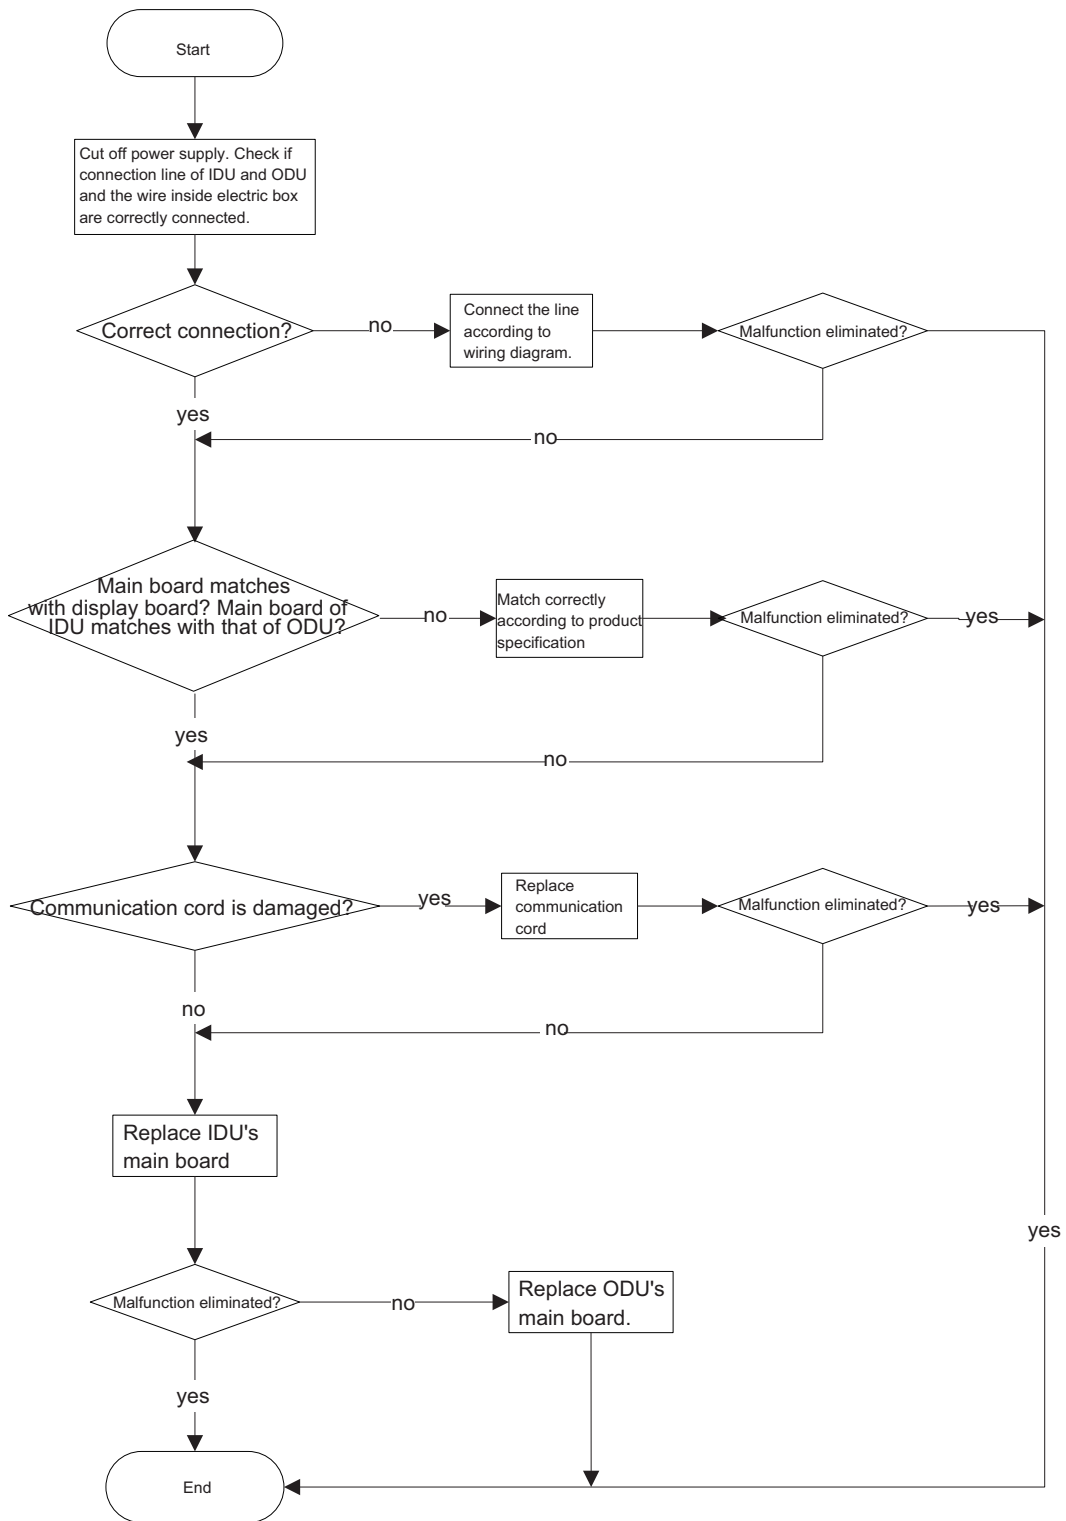 Start
Cut off power supply. Check if
connection line of IDU and ODU
and the wire inside electric box
are correctly connected.
Correct connection?
no
Connect the line
according to
wiring diagram.
Malfunction eliminated?
yes
no
Main board matches
with display board? Main board of
IDU matches with that of ODU?
no
Match correctly
according to product
specification
Malfunction eliminated?
yes
yes
no
Communication cord is damaged?
yes
Replace
communication
cord
Malfunction eliminated?
yes
no
no
Replace IDU's
main board
yes
Malfunction eliminated?
no
Replace ODU's
main board.
yes
End